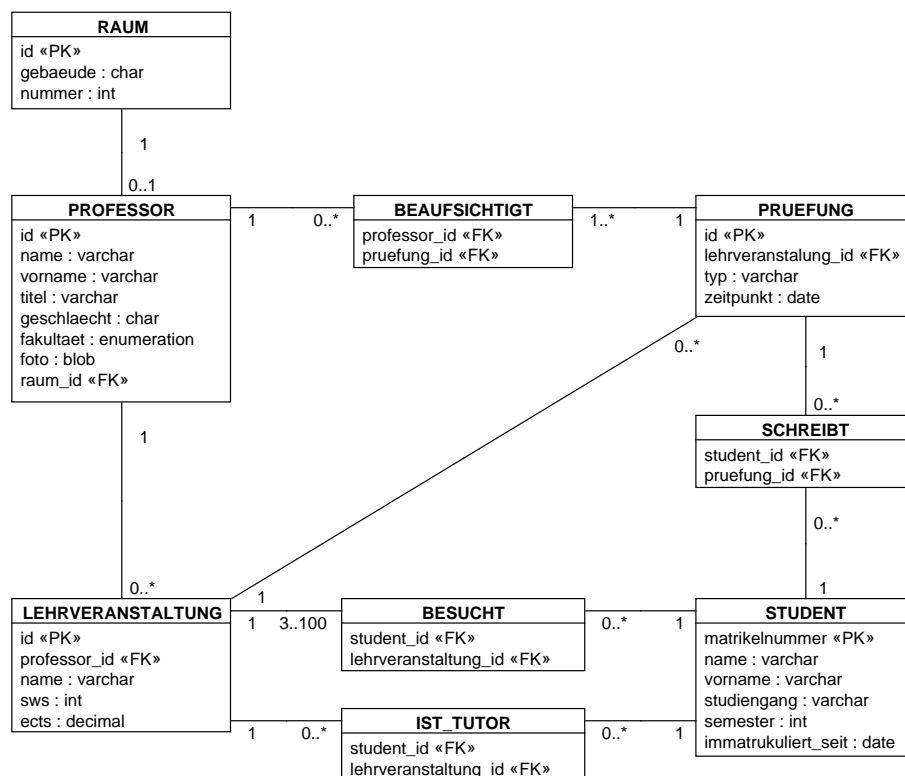 RAUM
id «PK»
gebaeude : char
nummer : int
1
0..1
PROFESSOR
id «PK»
name : varchar
vorname : varchar
titel : varchar
geschlaecht : char
fakultaet : enumeration
foto : blob
raum_id «FK»
1
0..*
BEAUFSICHTIGT
professor_id «FK»
pruefung_id «FK»
1..*
1
PRUEFUNG
id «PK»
lehrveranstalung_id «FK»
typ : varchar
zeitpunkt : date
0..*
1
0..*
1
SCHREIBT
student_id «FK»
pruefung_id «FK»
0..*
1
0..*
1
LEHRVERANSTALTUNG
id «PK»
professor_id «FK»
name : varchar
sws : int
ects : decimal
1
3..100
BESUCHT
student_id «FK»
lehrveranstaltung_id «FK»
0..*
1
STUDENT
matrikelnummer «PK»
name : varchar
vorname : varchar
studiengang : varchar
semester : int
immatrukuliert_seit : date
1
0..*
IST_TUTOR
student_id «FK»
lehrveranstaltung_id «FK»
0..*
1